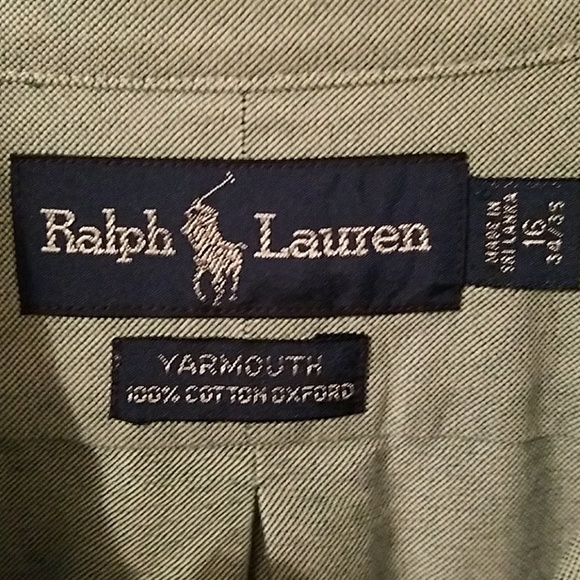 Ralph Lauren
MADE IN
SRI LANKA
16
34/35
YARMOUTH
100% COTTON OXFORD